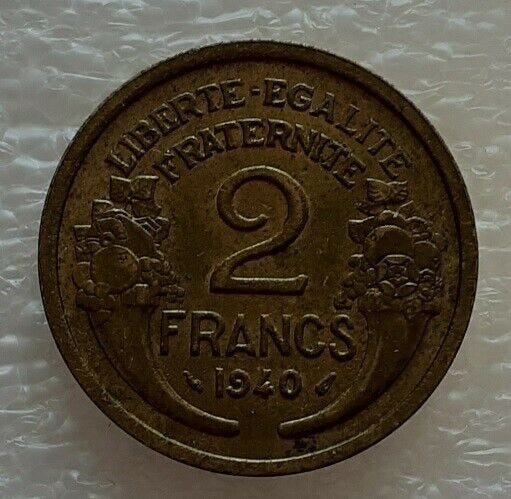 LIBERTE-EGALITE
FRATERNITE
2
FRANCS
1940